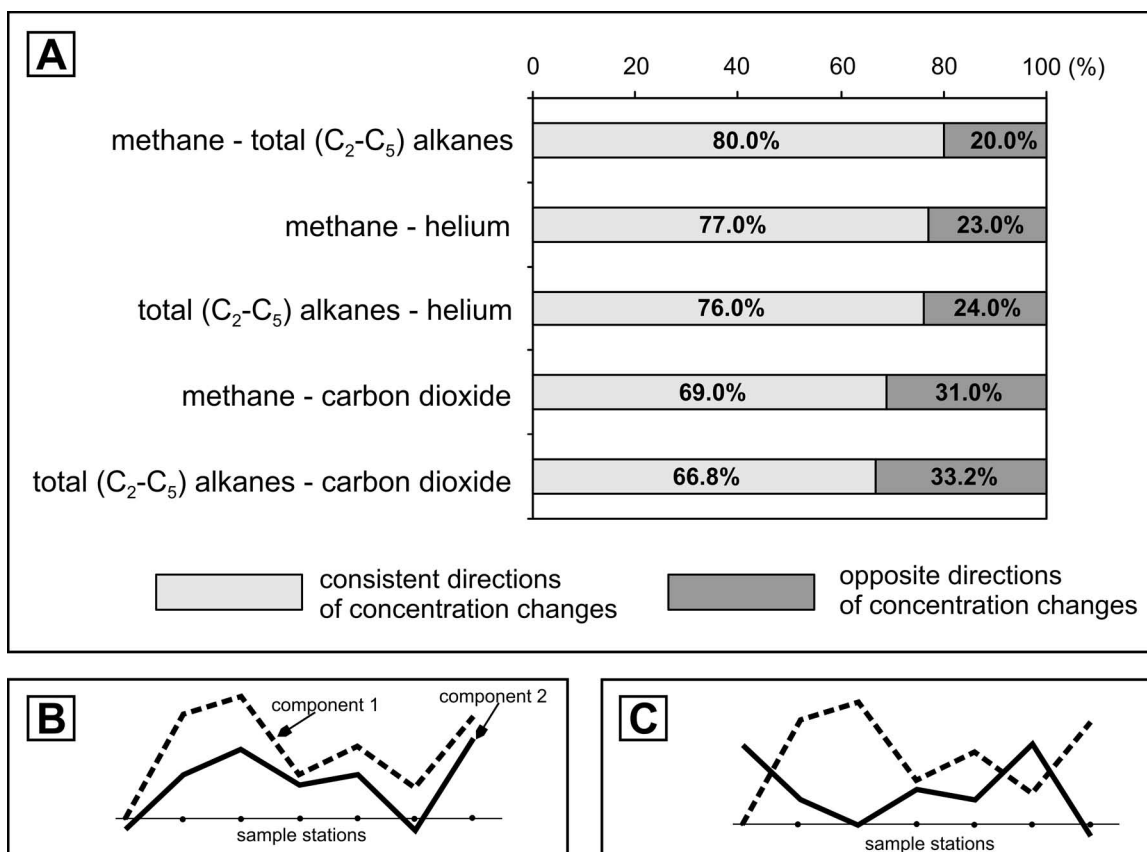 A
0 20 40 60 80 100 (%)
methane - total (C₂-C₅) alkanes 80.0% 20.0%
methane - helium 77.0% 23.0%
total (C₂-C₅) alkanes - helium 76.0% 24.0%
methane - carbon dioxide 69.0% 31.0%
total (C₂-C₅) alkanes - carbon dioxide 66.8% 33.2%
consistent directions
of concentration changes
opposite directions
of concentration changes
B
component 1
component 2
sample stations
C
sample stations